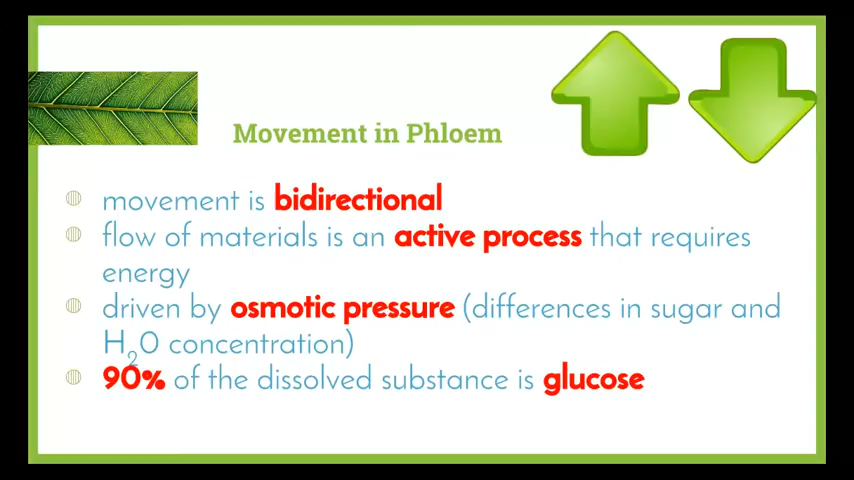 Movement in Phloem
movement is bidirectional
flow of materials is an active process that requires
energy
driven by osmotic pressure (differences in sugar and
H₂0 concentration)
90% of the dissolved substance is glucose